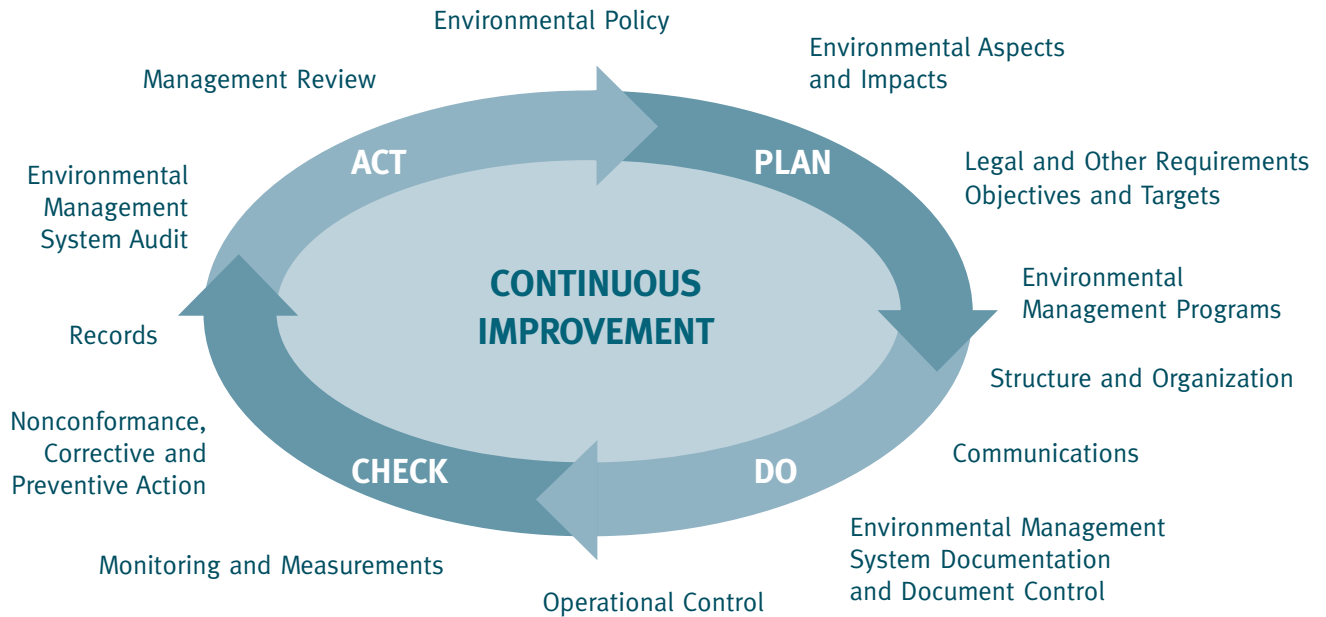 Environmental Policy
Environmental Aspects
and Impacts
Management Review
ACT
PLAN
Legal and Other Requirements
Objectives and Targets
Environmental
Management
System Audit
CONTINUOUS
IMPROVEMENT
Environmental
Management Programs
Records
Structure and Organization
Nonconformance,
Corrective and
Preventive Action
CHECK
DO
Communications
Environmental Management
System Documentation
and Document Control
Monitoring and Measurements
Operational Control